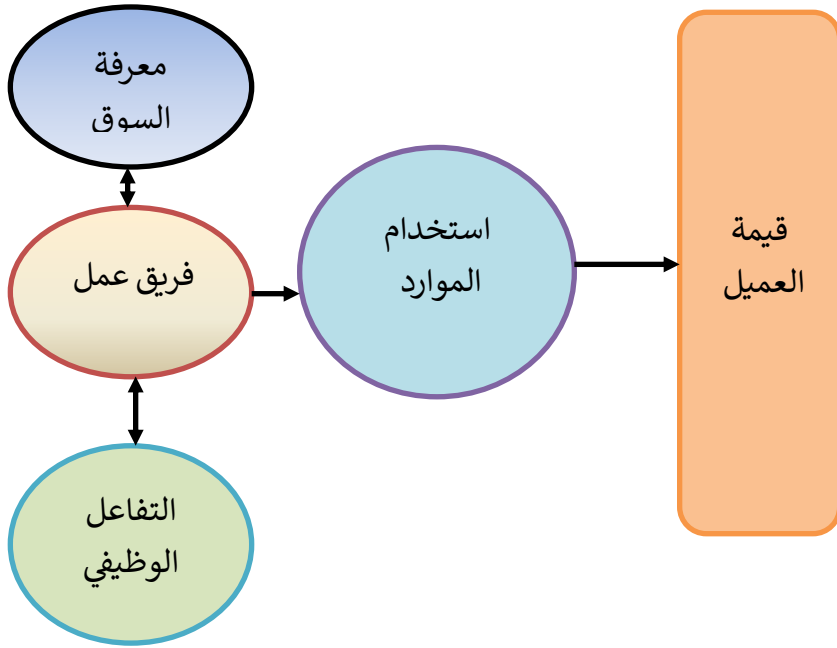 معرفة
السوق
فريق عمل
التفاعل
الوظيفي
استخدام
الموارد
قيمة
العميل